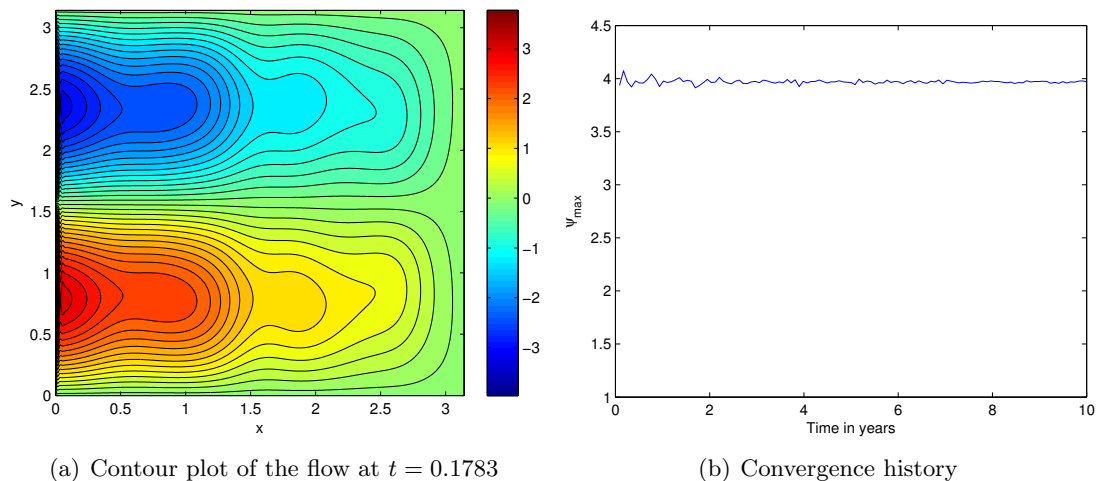 3
2.5
2
1.5
1
0.5
0
y
0 0.5 1 1.5 2 2.5 3
x
3
2
1
0
−1
−2
−3
4.5
4
3.5
3
2.5
2
1.5
1
ψmax
0 2 4 6 8 10
Time in years
(a) Contour plot of the flow at t = 0.1783
(b) Convergence history